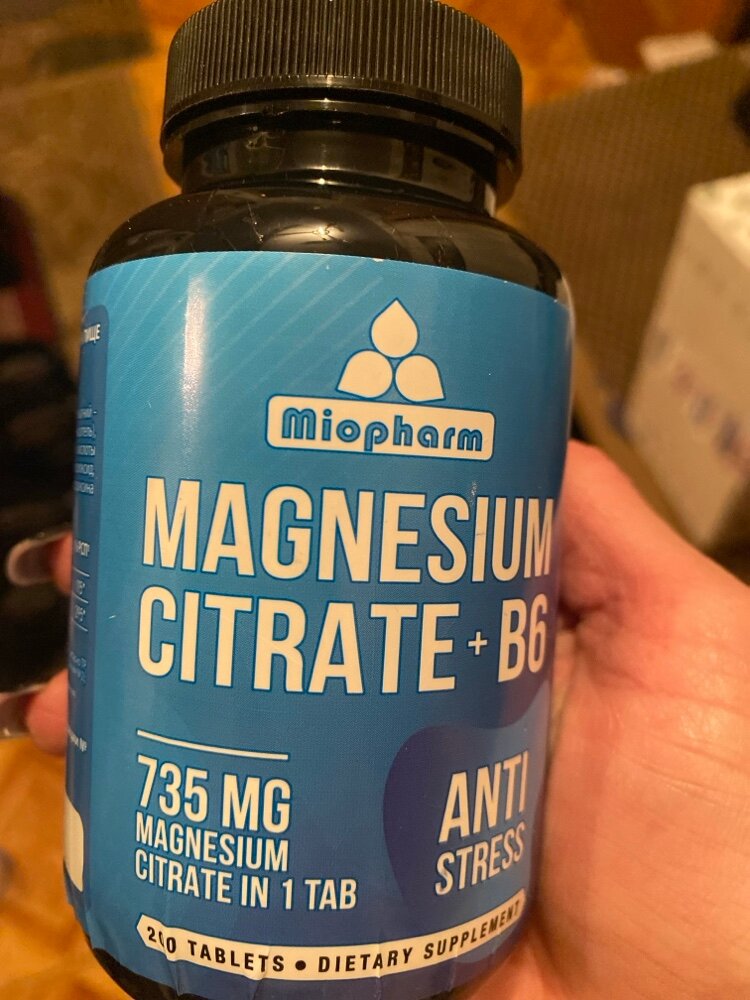 Miopharm
MAGNESIUM
CITRATE + B6
735 MG
MAGNESIUM
CITRATE IN 1 TAB
ANTI
STRESS
200 TABLETS • DIETARY SUPPLEMENT